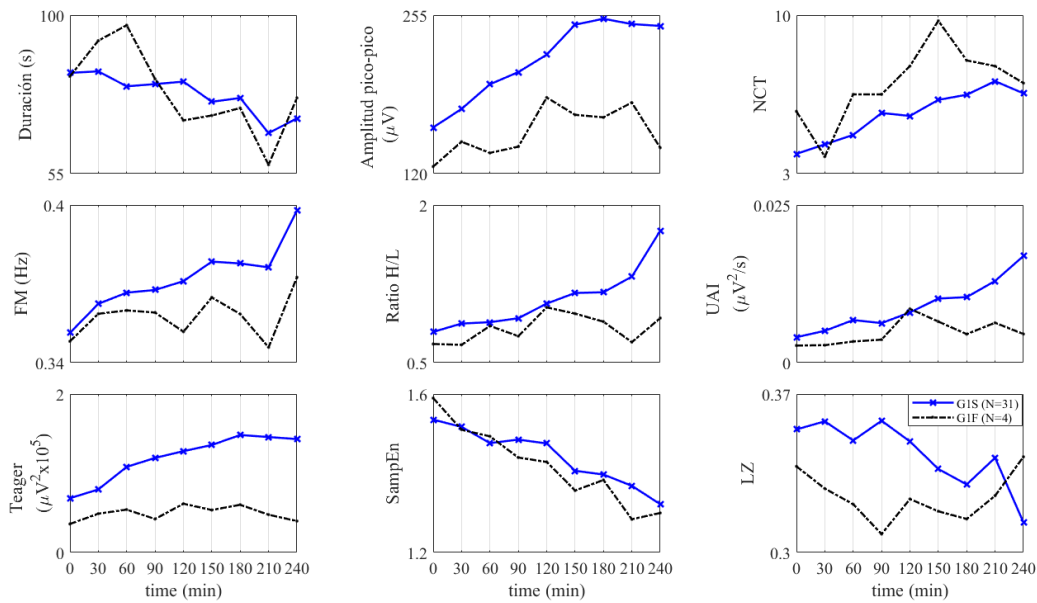 100
Duración (s)
55
255
Amplitud pico-pico
(μV)
120
10
NCT
3
0.4
FM (Hz)
0.34
2
Ratio H/L
0.5
0.025
UAI
(μV²/s)
0
2
Teager
(μV²x10⁵)
0
0 30 60 90 120 150 180 210 240
time (min)
1.6
SampEn
1.2
0 30 60 90 120 150 180 210 240
time (min)
0.37
LZ
0.3
G1S (N=31)
G1F (N=4)
0 30 60 90 120 150 180 210 240
time (min)